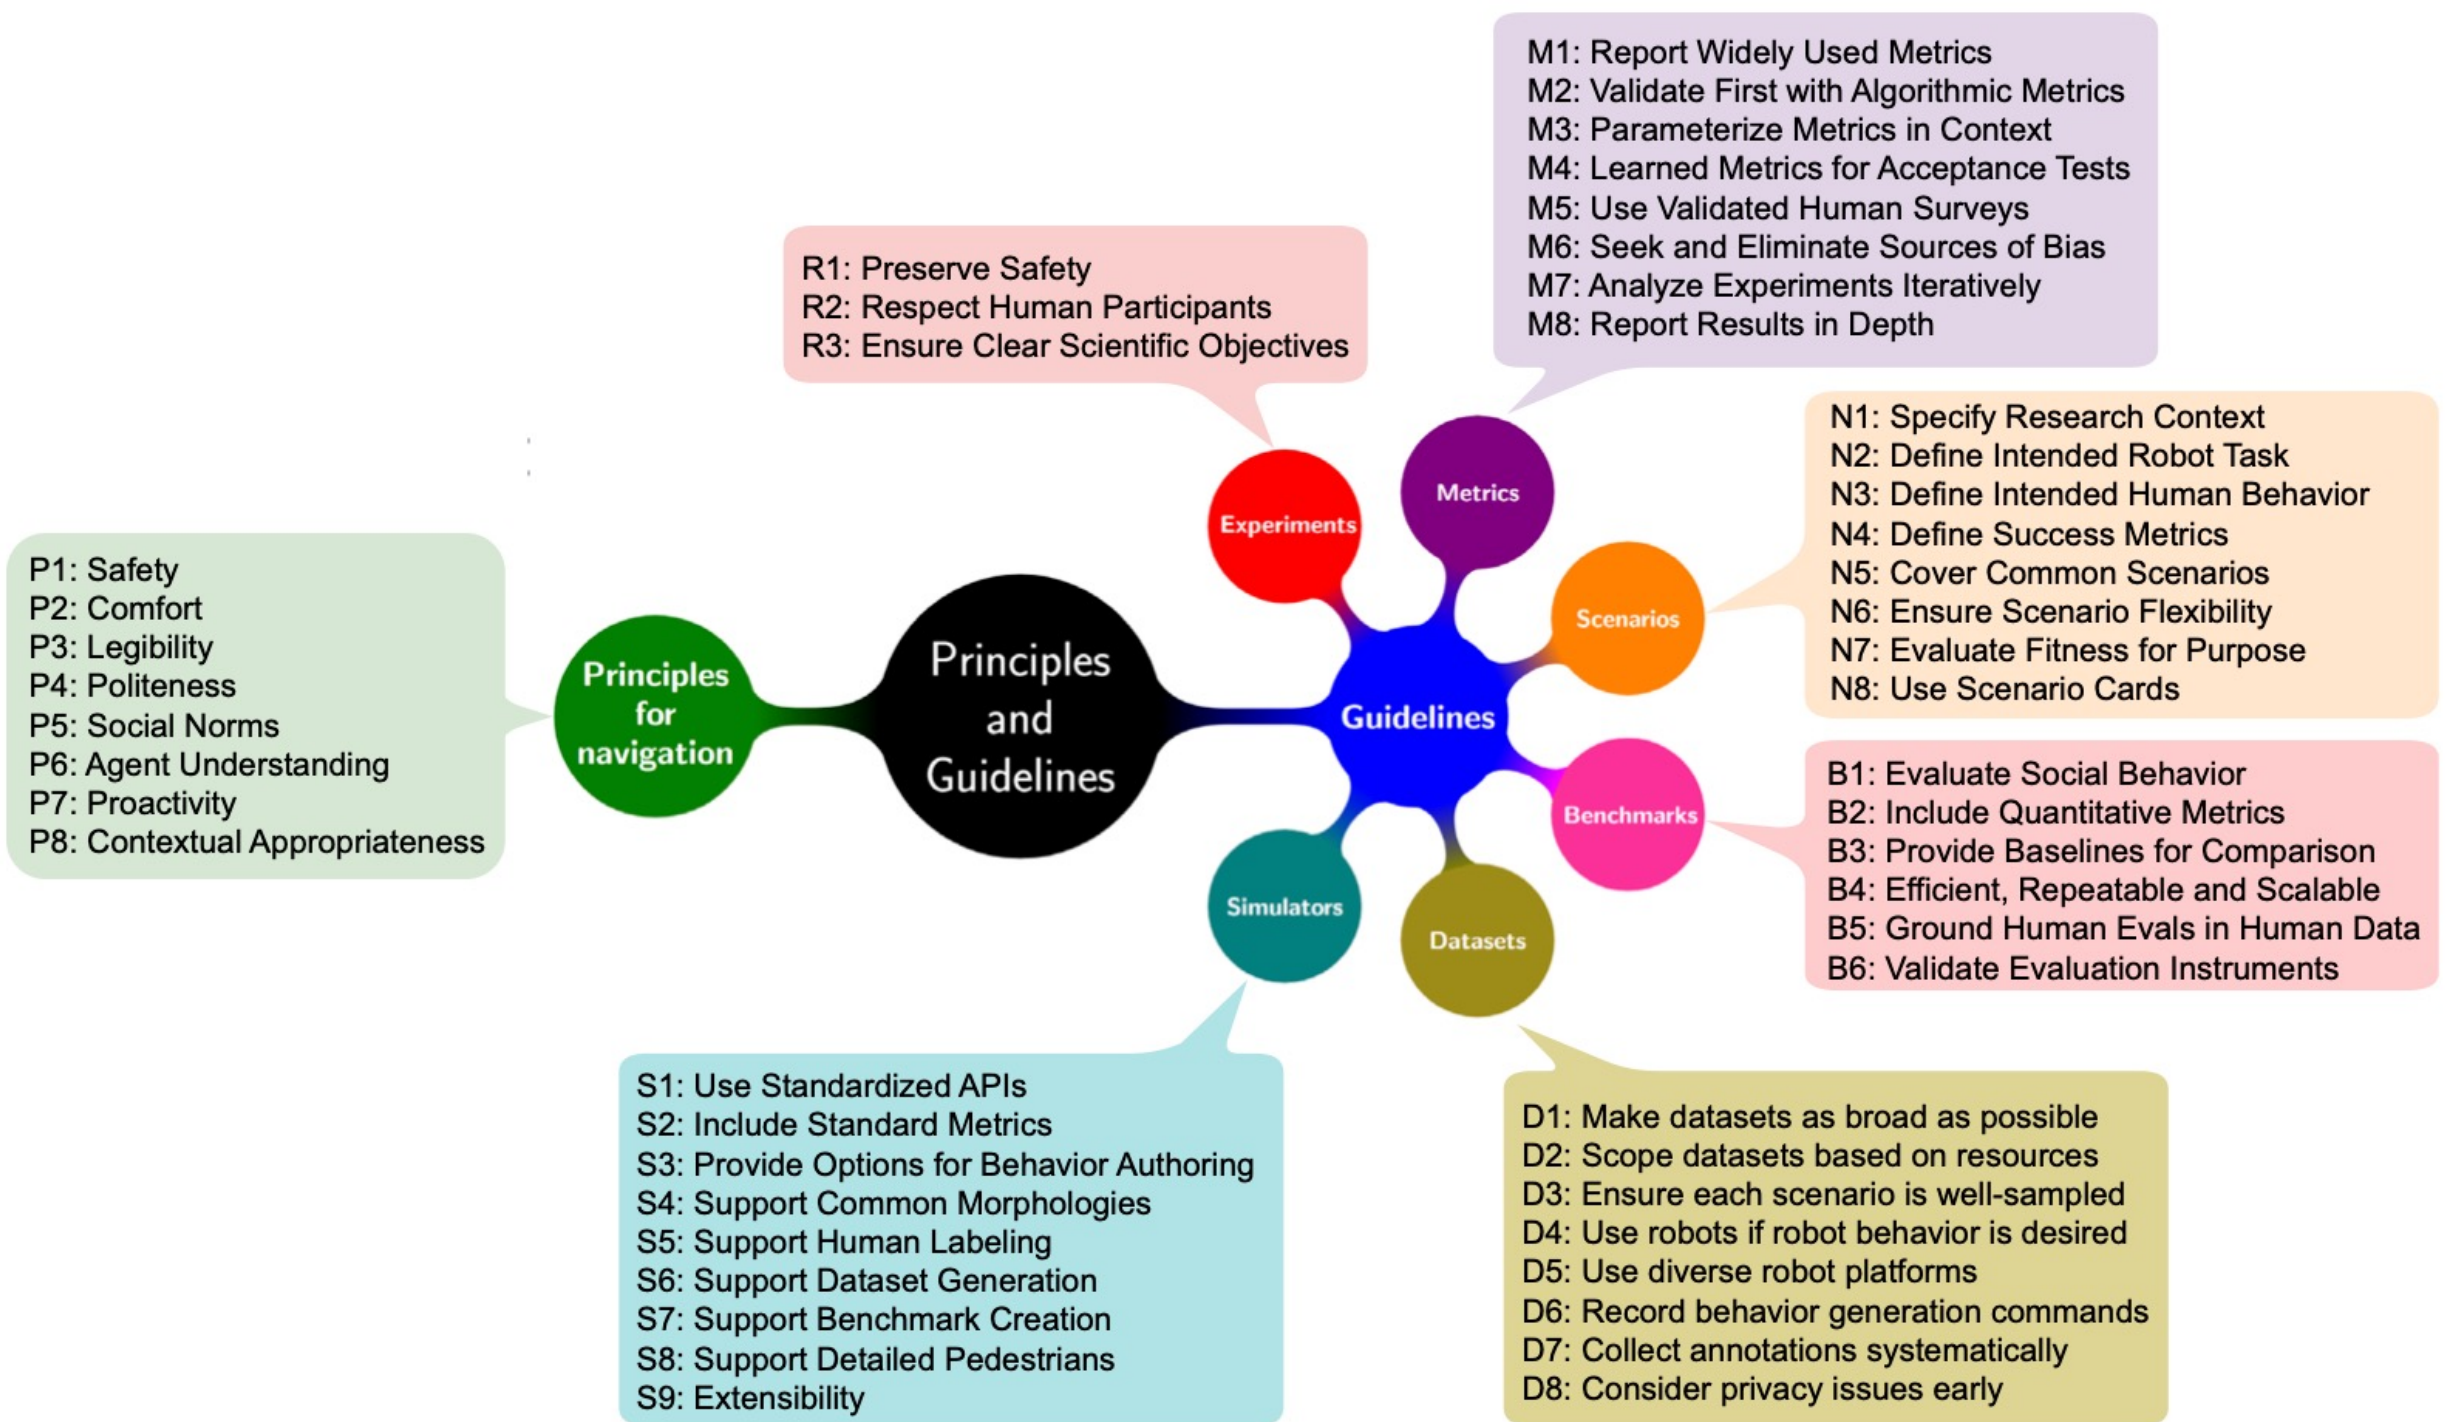 M1: Report Widely Used Metrics
M2: Validate First with Algorithmic Metrics
M3: Parameterize Metrics in Context
M4: Learned Metrics for Acceptance Tests
M5: Use Validated Human Surveys
M6: Seek and Eliminate Sources of Bias
M7: Analyze Experiments Iteratively
M8: Report Results in Depth
R1: Preserve Safety
R2: Respect Human Participants
R3: Ensure Clear Scientific Objectives
N1: Specify Research Context
N2: Define Intended Robot Task
N3: Define Intended Human Behavior
N4: Define Success Metrics
N5: Cover Common Scenarios
N6: Ensure Scenario Flexibility
N7: Evaluate Fitness for Purpose
N8: Use Scenario Cards
Metrics
Experiments
Scenarios
P1: Safety
P2: Comfort
P3: Legibility
P4: Politeness
P5: Social Norms
P6: Agent Understanding
P7: Proactivity
P8: Contextual Appropriateness
Principles
for
navigation
Principles
and
Guidelines
Guidelines
Benchmarks
B1: Evaluate Social Behavior
B2: Include Quantitative Metrics
B3: Provide Baselines for Comparison
B4: Efficient, Repeatable and Scalable
B5: Ground Human Evals in Human Data
B6: Validate Evaluation Instruments
Simulators
Datasets
S1: Use Standardized APIs
S2: Include Standard Metrics
S3: Provide Options for Behavior Authoring
S4: Support Common Morphologies
S5: Support Human Labeling
S6: Support Dataset Generation
S7: Support Benchmark Creation
S8: Support Detailed Pedestrians
S9: Extensibility
D1: Make datasets as broad as possible
D2: Scope datasets based on resources
D3: Ensure each scenario is well-sampled
D4: Use robots if robot behavior is desired
D5: Use diverse robot platforms
D6: Record behavior generation commands
D7: Collect annotations systematically
D8: Consider privacy issues early